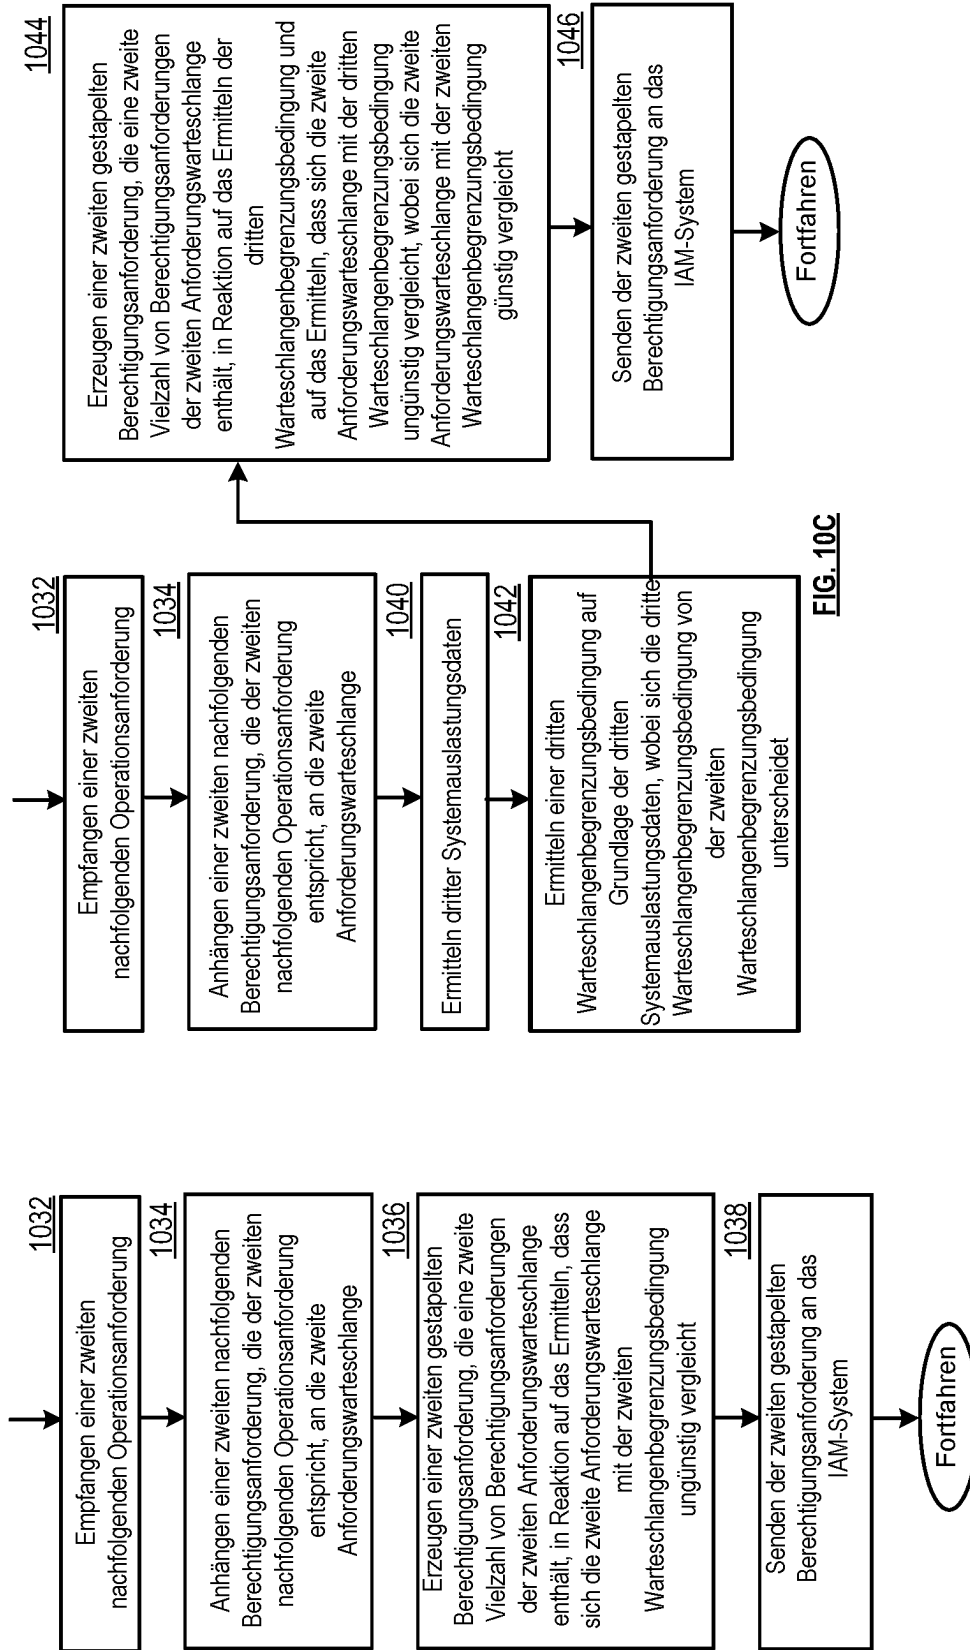 1032
Empfangen einer zweiten
nachfolgenden Operationsanforderung
1034
Anhängen einer zweiten nachfolgenden
Berechtigungsanforderung, die der zweiten
nachfolgenden Operationsanforderung
entspricht, an die zweite
Anforderungswarteschlange
1036
Erzeugen einer zweiten gestapelten
Berechtigungsanforderung, die eine zweite
Vielzahl von Berechtigungsanforderungen
der zweiten Anforderungswarteschlange
enthält, in Reaktion auf das Ermitteln, dass
sich die zweite Anforderungswarteschlange
mit der zweiten
Warteschlangenbegrenzungsbedingung
ungünstig vergleicht
1038
Senden der zweiten gestapelten
Berechtigungsanforderung an das
IAM-System
Fortfahren
1032
Empfangen einer zweiten
nachfolgenden Operationsanforderung
1034
Anhängen einer zweiten nachfolgenden
Berechtigungsanforderung, die der zweiten
nachfolgenden Operationsanforderung
entspricht, an die zweite
Anforderungswarteschlange
1040
Ermitteln dritter Systemauslastungsdaten
1042
Ermitteln einer dritten
Warteschlangenbegrenzungsbedingung auf
Grundlage der dritten
Systemauslastungsdaten, wobei sich die dritte
Warteschlangenbegrenzungsbedingung von
der zweiten
Warteschlangenbegrenzungsbedingung
unterscheidet
1044
Erzeugen einer zweiten gestapelten
Berechtigungsanforderung, die eine zweite
Vielzahl von Berechtigungsanforderungen
der zweiten Anforderungswarteschlange
enthält, in Reaktion auf das Ermitteln der
dritten
Warteschlangenbegrenzungsbedingung und
auf das Ermitteln, dass sich die zweite
Anforderungswarteschlange mit der dritten
Warteschlangenbegrenzungsbedingung
ungünstig vergleicht, wobei sich die zweite
Anforderungswarteschlange mit der zweiten
Warteschlangenbegrenzungsbedingung
günstig vergleicht
1046
Senden der zweiten gestapelten
Berechtigungsanforderung an das
IAM-System
Fortfahren
FIG. 10C